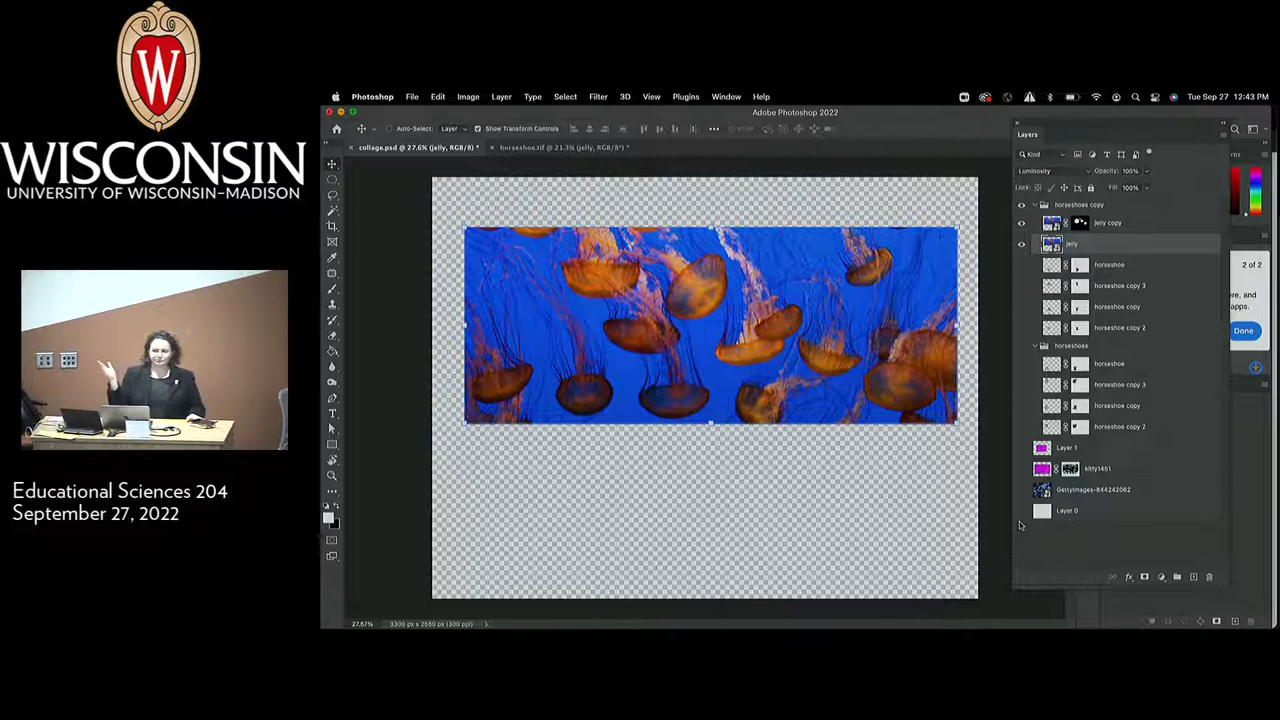 W
WISCONSIN
UNIVERSITY OF WISCONSIN-MADISON
Educational Sciences 204
September 27, 2022
Photoshop File Edit Image Layer Type Select Filter 3D View Plugins Window Help
Tue Sep 27 12:43 PM
Adobe Photoshop 2022
Auto-Select: Layer Show Transform Controls
collage.psd @ 27.6% (jelly, RGB/8) *
horseshoe.tif @ 21.3% (jelly, RGB/8*) *
Layers
Kind
Luminosity Opacity: 100%
Lock: Fill: 100%
horseshoes copy
jelly copy
jelly
horseshoe
horseshoe copy 3
horseshoe copy
horseshoe copy 2
horseshoes
horseshoe
horseshoe copy 3
horseshoe copy
horseshoe copy 2
Layer 1
kitty1451
GettyImages-844242062
Layer 0
rns
2 of 2
ere, and
apps.
Done